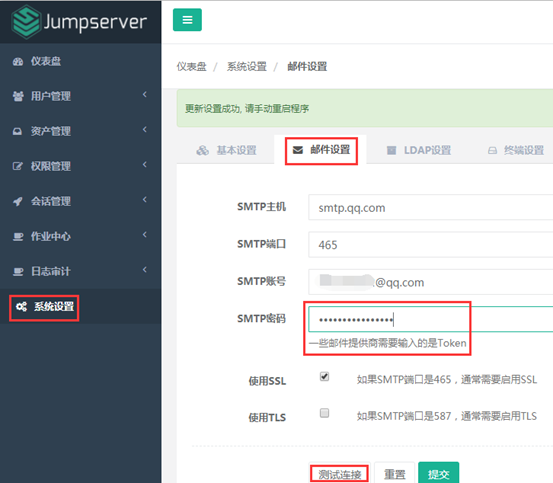 Jumpserver
仪表盘
用户管理
资产管理
权限管理
会话管理
作业中心
日志审计
系统设置
仪表盘 / 系统设置 / 邮件设置
更新设置成功, 请手动重启程序
基本设置 邮件设置 LDAP设置 终端设置
SMTP主机 smtp.qq.com
SMTP端口 465
SMTP账号 @qq.com
SMTP密码 ••••••••••••••••
一些邮件提供商需要输入的是Token
使用SSL 如果SMTP端口是465，通常需要启用SSL
使用TLS 如果SMTP端口是587，通常需要启用TLS
测试连接 重置 提交